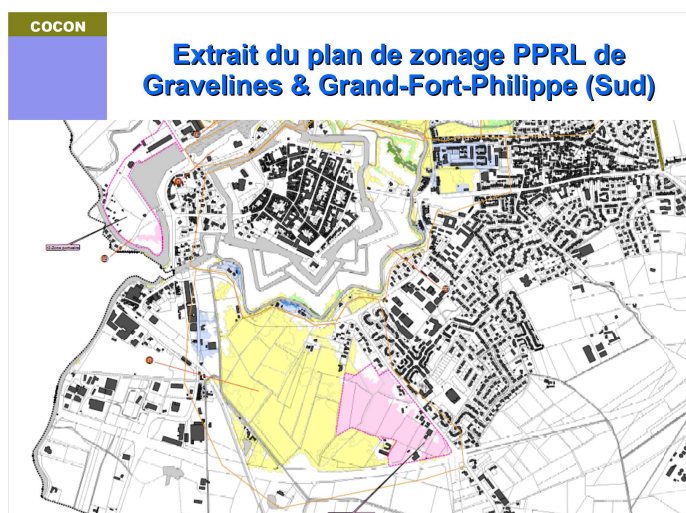 COCON
Extrait du plan de zonage PPRL de
Gravelines & Grand-Fort-Philippe (Sud)